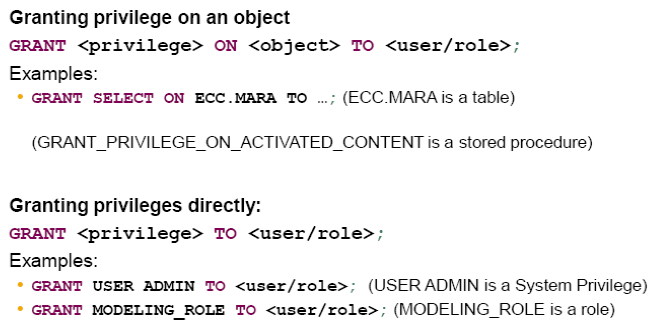 Granting privilege on an object
GRANT <privilege> ON <object> TO <user/role>;
Examples:
• GRANT SELECT ON ECC.MARA TO …; (ECC.MARA is a table)
(GRANT_PRIVILEGE_ON_ACTIVATED_CONTENT is a stored procedure)
Granting privileges directly:
GRANT <privilege> TO <user/role>;
Examples:
• GRANT USER ADMIN TO <user/role>; (USER ADMIN is a System Privilege)
• GRANT MODELING_ROLE TO <user/role>; (MODELING_ROLE is a role)